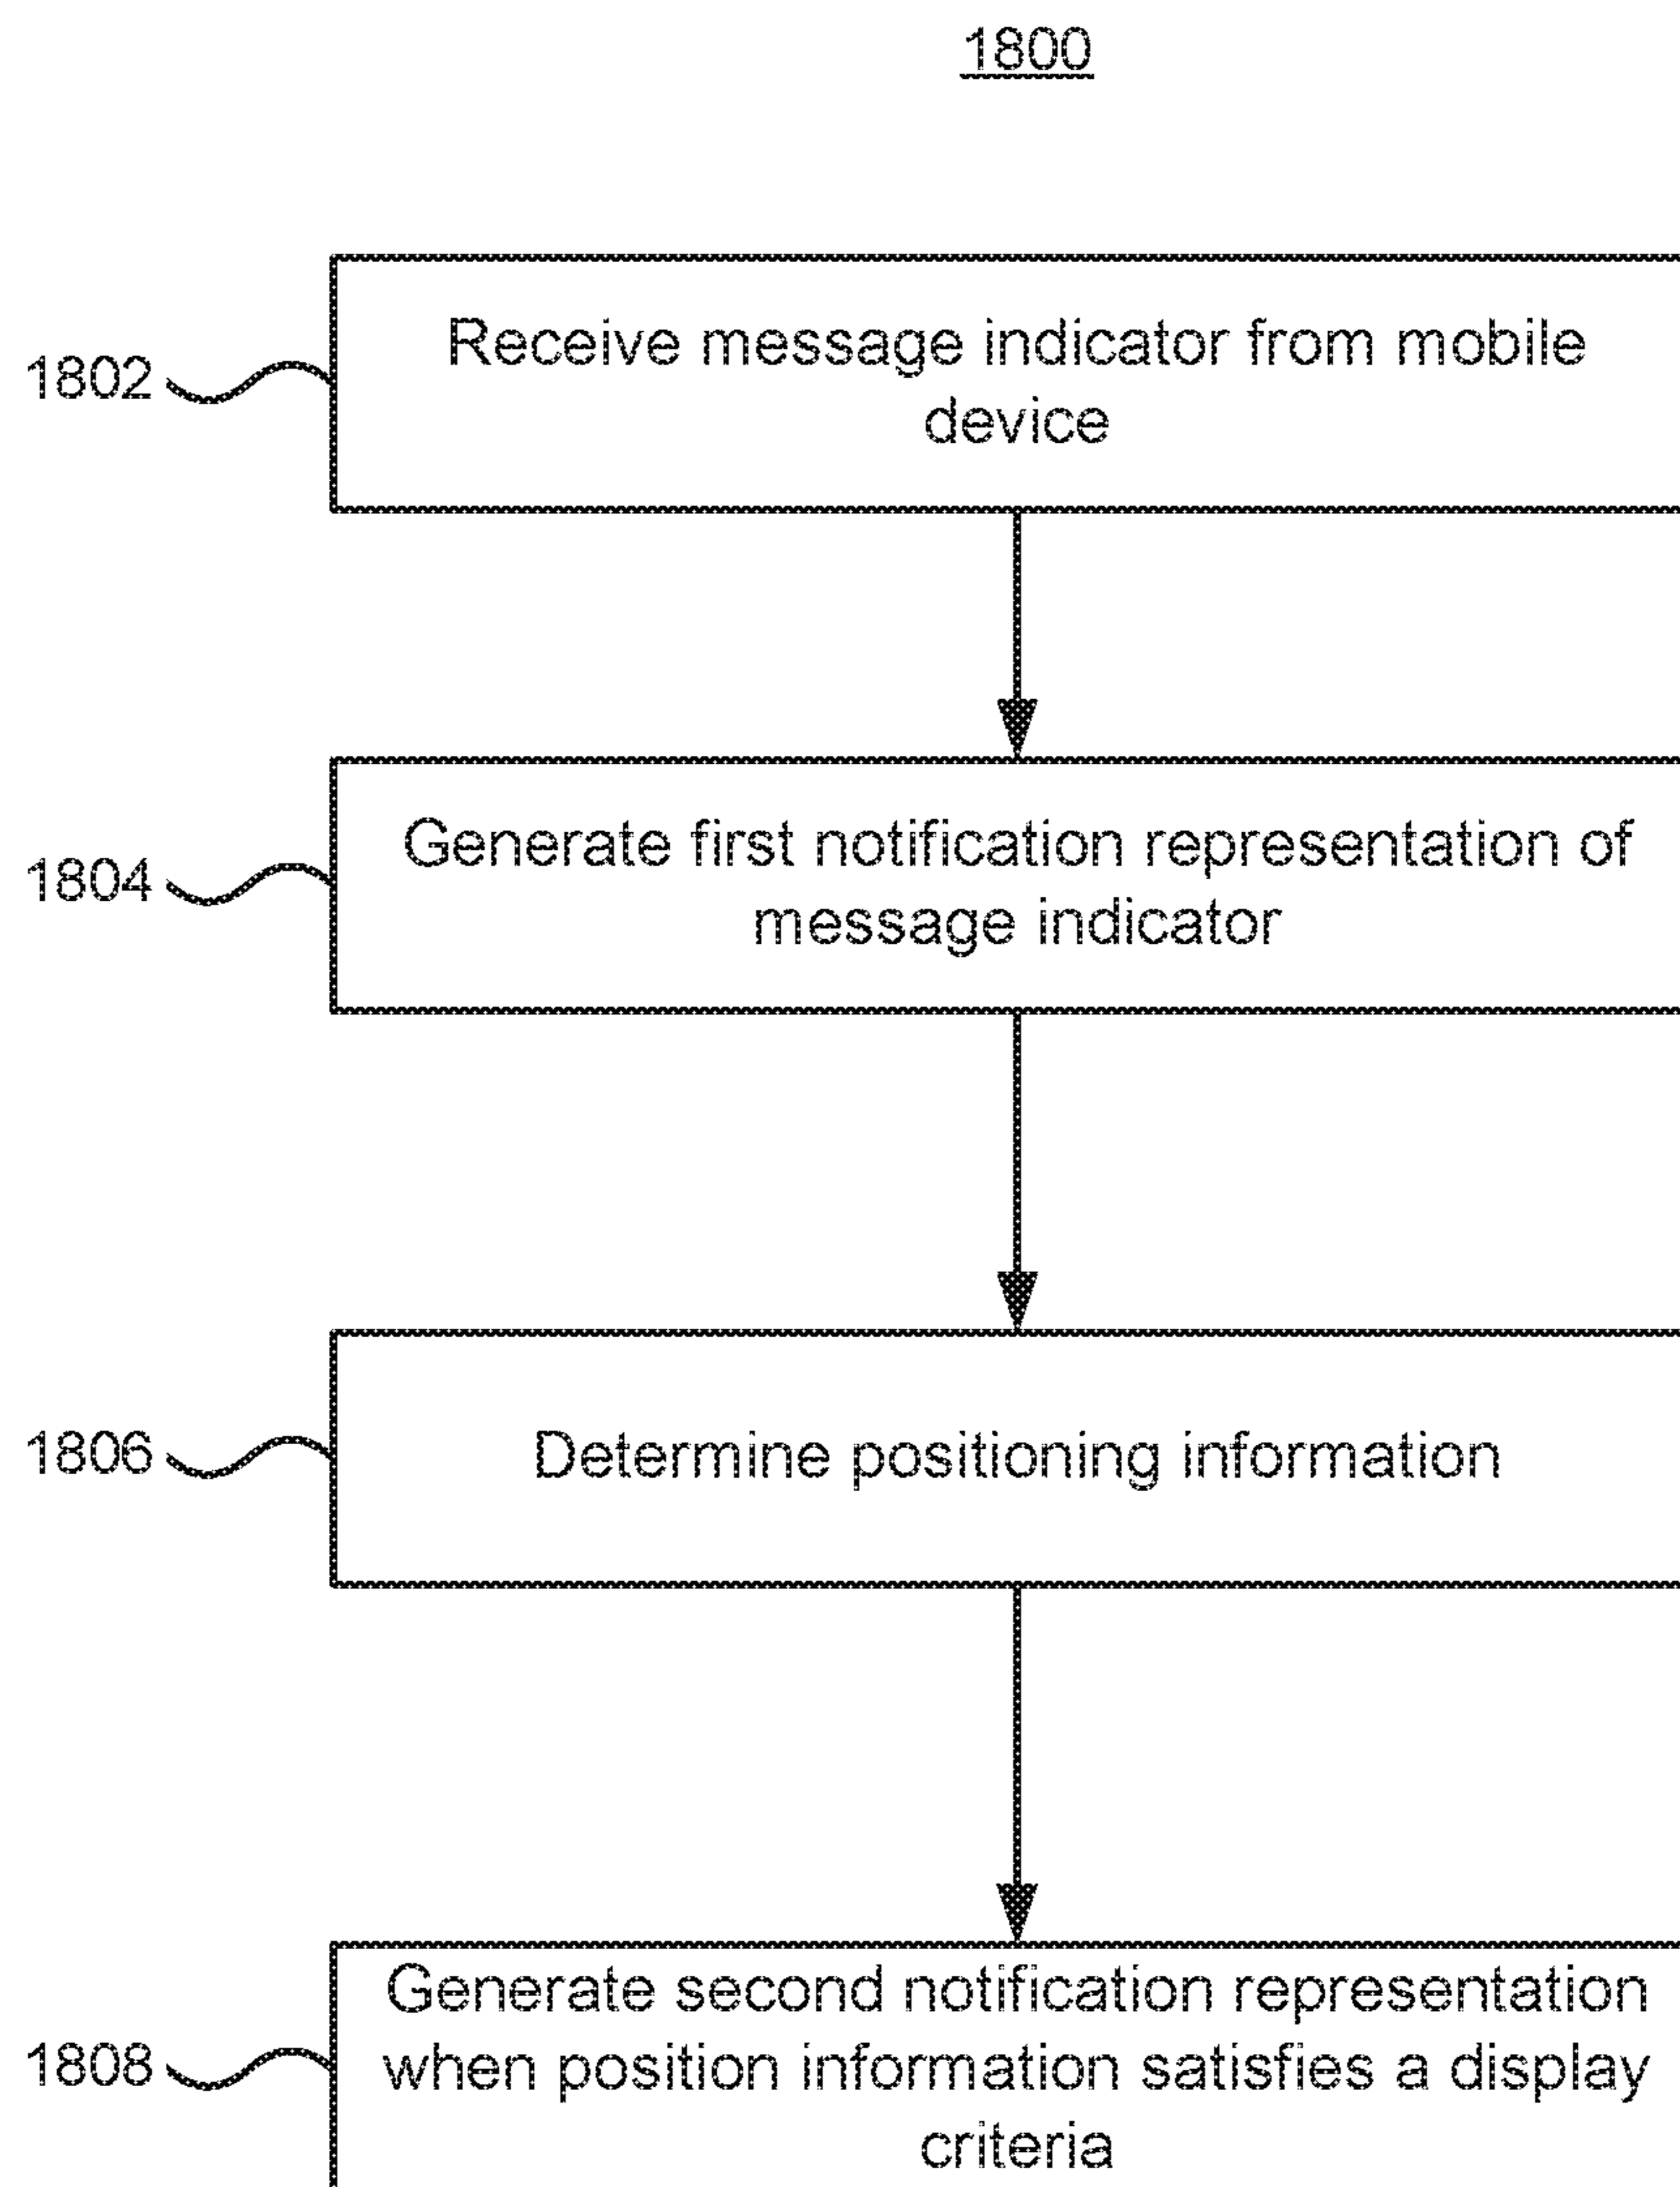 1800
1802
Receive message indicator from mobile
device
1804
Generate first notification representation of
message indicator
1806
Determine positioning information
1808
Generate second notification representation
when position information satisfies a display
criteria